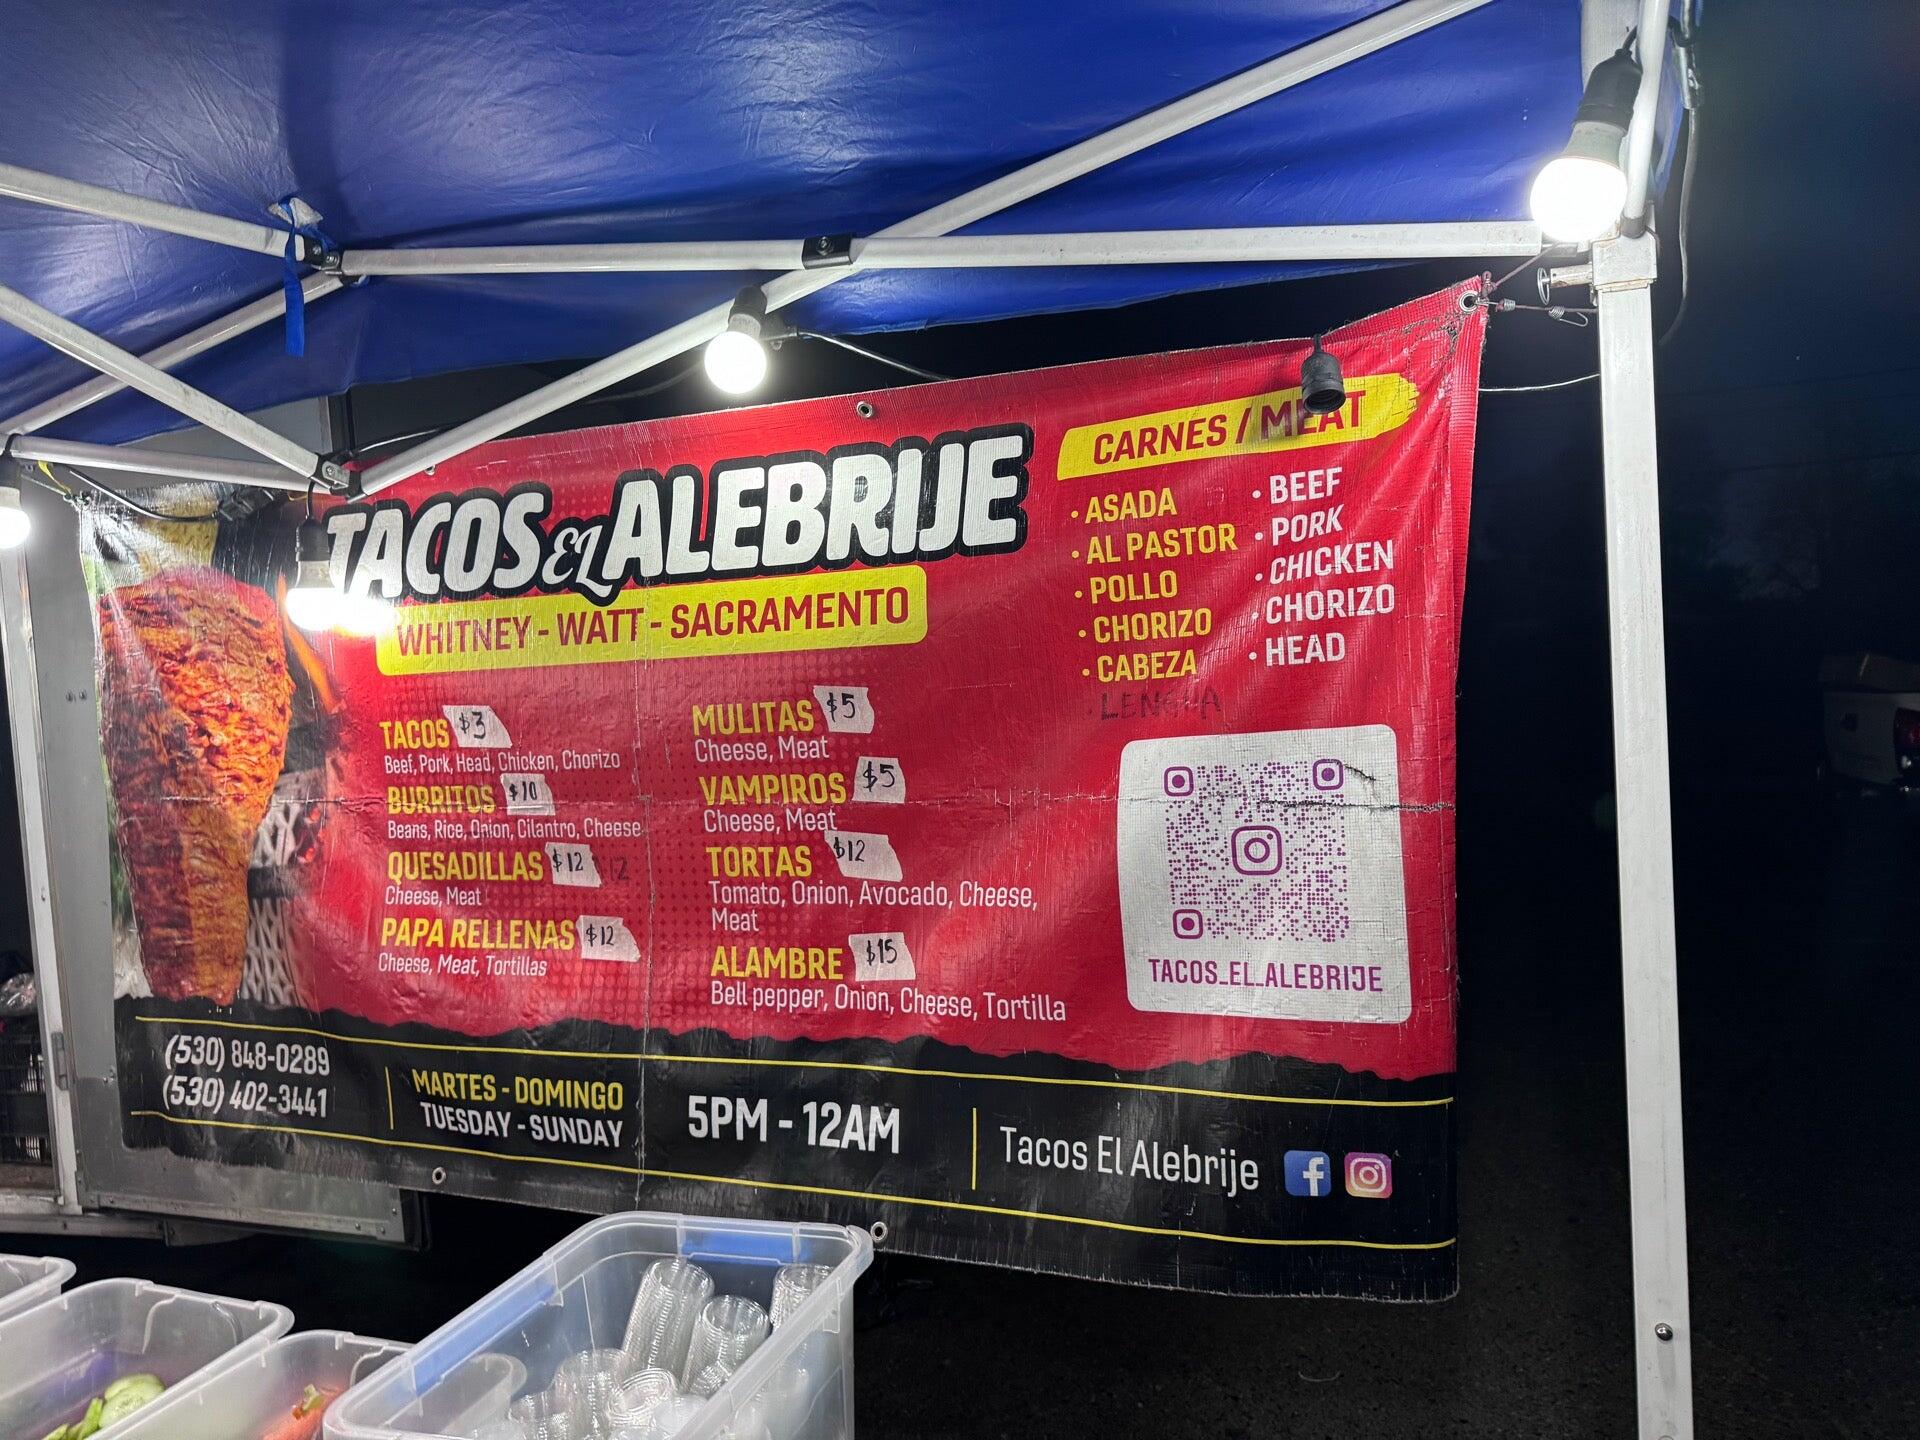 TACOS EL ALEBRIJE
WHITNEY - WATT - SACRAMENTO
TACOS $3
Beef, Pork, Head, Chicken, Chorizo
BURRITOS $10
Beans, Rice, Onion, Cilantro, Cheese
QUESADILLAS $12 12
Cheese, Meat
PAPA RELLENAS $12
Cheese, Meat, Tortillas
MULITAS $5
Cheese, Meat
VAMPIROS $5
Cheese, Meat
TORTAS $12
Tomato, Onion, Avocado, Cheese,
Meat
ALAMBRE $15
Bell pepper, Onion, Cheese, Tortilla
CARNES / MEAT
• ASADA
• AL PASTOR
• POLLO
• CHORIZO
• CABEZA
LENGUA
• BEEF
• PORK
• CHICKEN
• CHORIZO
• HEAD
TACOS_EL_ALEBRIJE
(530) 848-0289
(530) 402-3441
MARTES - DOMINGO
TUESDAY - SUNDAY
5PM - 12AM
Tacos El Alebrije